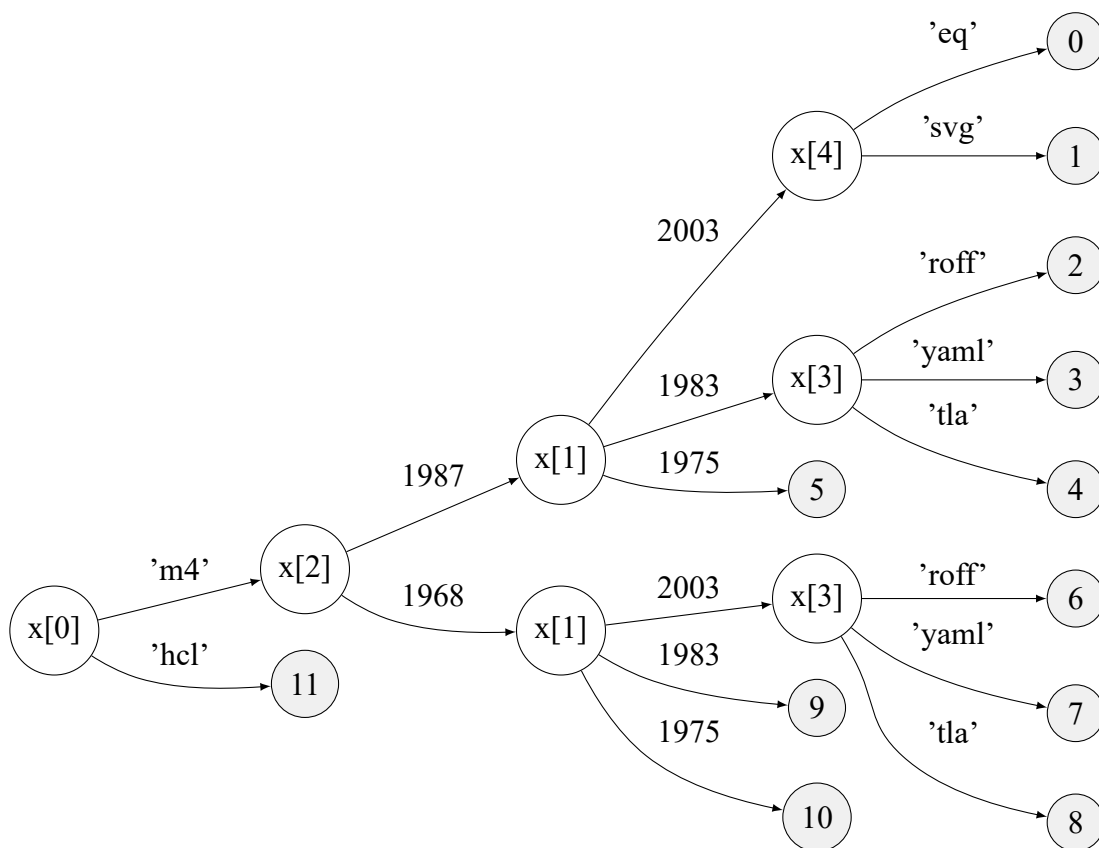 ’eq’
0
x[4]
’svg’
1
2003
’roff’
2
1983
x[3]
’yaml’
3
’tla’
1987
x[1]
1975
5
4
’m4’
x[2]
x[0]
1968
x[1]
2003
x[3]
’roff’
6
’hcl’
11
1983
9
’yaml’
7
1975
10
’tla’
8